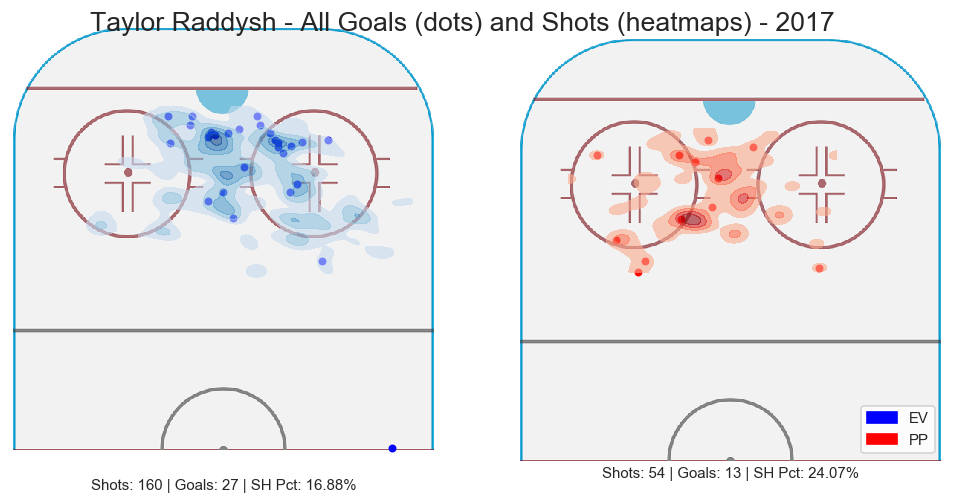 Taylor Raddysh - All Goals (dots) and Shots (heatmaps) - 2017
EV
PP
Shots: 160 | Goals: 27 | SH Pct: 16.88%
Shots: 54 | Goals: 13 | SH Pct: 24.07%